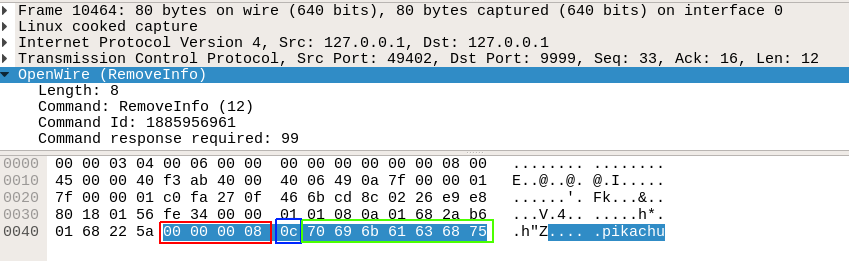 Frame 10464: 80 bytes on wire (640 bits), 80 bytes captured (640 bits) on interface 0
Linux cooked capture
Internet Protocol Version 4, Src: 127.0.0.1, Dst: 127.0.0.1
Transmission Control Protocol, Src Port: 49402, Dst Port: 9999, Seq: 33, Ack: 16, Len: 12
OpenWire (RemoveInfo)
Length: 8
Command: RemoveInfo (12)
Command Id: 1885956961
Command response required: 99
0000 00 00 03 04 00 06 00 00 00 00 00 00 00 00 08 00 ........ ........
0010 45 00 00 40 f3 ab 40 00 40 06 49 0a 7f 00 00 01 E..@..@. @.I.....
0020 7f 00 00 01 c0 fa 27 0f 46 6b cd 8c 02 26 e9 e8 ......'. Fk...&..
0030 80 18 01 56 fe 34 00 00 01 01 08 0a 01 68 2a b6 ...V.4.. .....h*.
0040 01 68 22 5a 00 00 00 08 0c 70 69 6b 61 63 68 75 .h"Z.... .pikachu